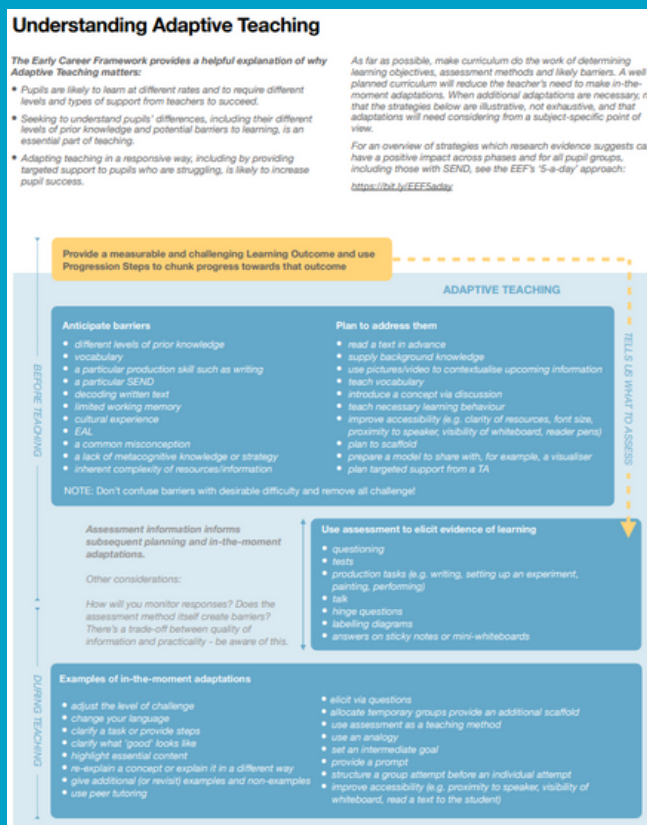 Understanding Adaptive Teaching
The Early Career Framework provides a helpful explanation of why
Adaptive Teaching matters:
• Pupils are likely to learn at different rates and to require different
levels and types of support from teachers to succeed.
• Seeking to understand pupils' differences, including their different
levels of prior knowledge and potential barriers to learning, is an
essential part of teaching.
• Adapting teaching in a responsive way, including by providing
targeted support to pupils who are struggling, is likely to increase
pupil success.
As far as possible, make curriculum do the work of determining
learning objectives, assessment methods and likely barriers. A well
planned curriculum will reduce the teacher's need to make in-the-
moment adaptations. When additional adaptations are necessary,
that the strategies below are illustrative, not exhaustive, and that
adaptations will need considering from a subject-specific point of
view.
For an overview of strategies which research evidence suggests ca
have a positive impact across phases and for all pupil groups,
including those with SEND, see the EEF's '5-a-day' approach:
https://bit.ly/EEF5aday
Provide a measurable and challenging Learning Outcome and use
Progression Steps to chunk progress towards that outcome
ADAPTIVE TEACHING
BEFORE TEACHING
Anticipate barriers
• different levels of prior knowledge
• vocabulary
• a particular production skill such as writing
• a particular SEND
• decoding written text
• limited working memory
• cultural experience
• EAL
• a common misconception
• a lack of metacognitive knowledge or strategy
• inherent complexity of resources/information
Plan to address them
• read a text in advance
• supply background knowledge
• use pictures/video to contextualise upcoming information
• teach vocabulary
• introduce a concept via discussion
• teach necessary learning behaviour
• improve accessibility (e.g. clarity of resources, font size,
proximity to speaker, visibility of whiteboard, reader pens)
• plan to scaffold
• prepare a model to share with, for example, a visualiser
• plan targeted support from a TA
NOTE: Don't confuse barriers with desirable difficulty and remove all challenge!
TELLS US WHAT TO ASSESS
Assessment information informs
subsequent planning and in-the-moment
adaptations.
Other considerations:
How will you monitor responses? Does the
assessment method itself create barriers?
There's a trade-off between quality of
information and practicality - be aware of this.
Use assessment to elicit evidence of learning
• questioning
• tests
• production tasks (e.g. writing, setting up an experiment,
painting, performing)
• talk
• hinge questions
• labelling diagrams
• answers on sticky notes or mini-whiteboards
DURING TEACHING
Examples of in-the-moment adaptations
• adjust the level of challenge
• change your language
• clarify a task or provide steps
• clarify what 'good' looks like
• highlight essential content
• re-explain a concept or explain it in a different way
• give additional (or revisit) examples and non-examples
• use peer tutoring
• elicit via questions
• allocate temporary groups provide an additional scaffold
• use assessment as a teaching method
• use an analogy
• set an intermediate goal
• provide a prompt
• structure a group attempt before an individual attempt
• improve accessibility (e.g. proximity to speaker, visibility of
whiteboard, read a text to the student)